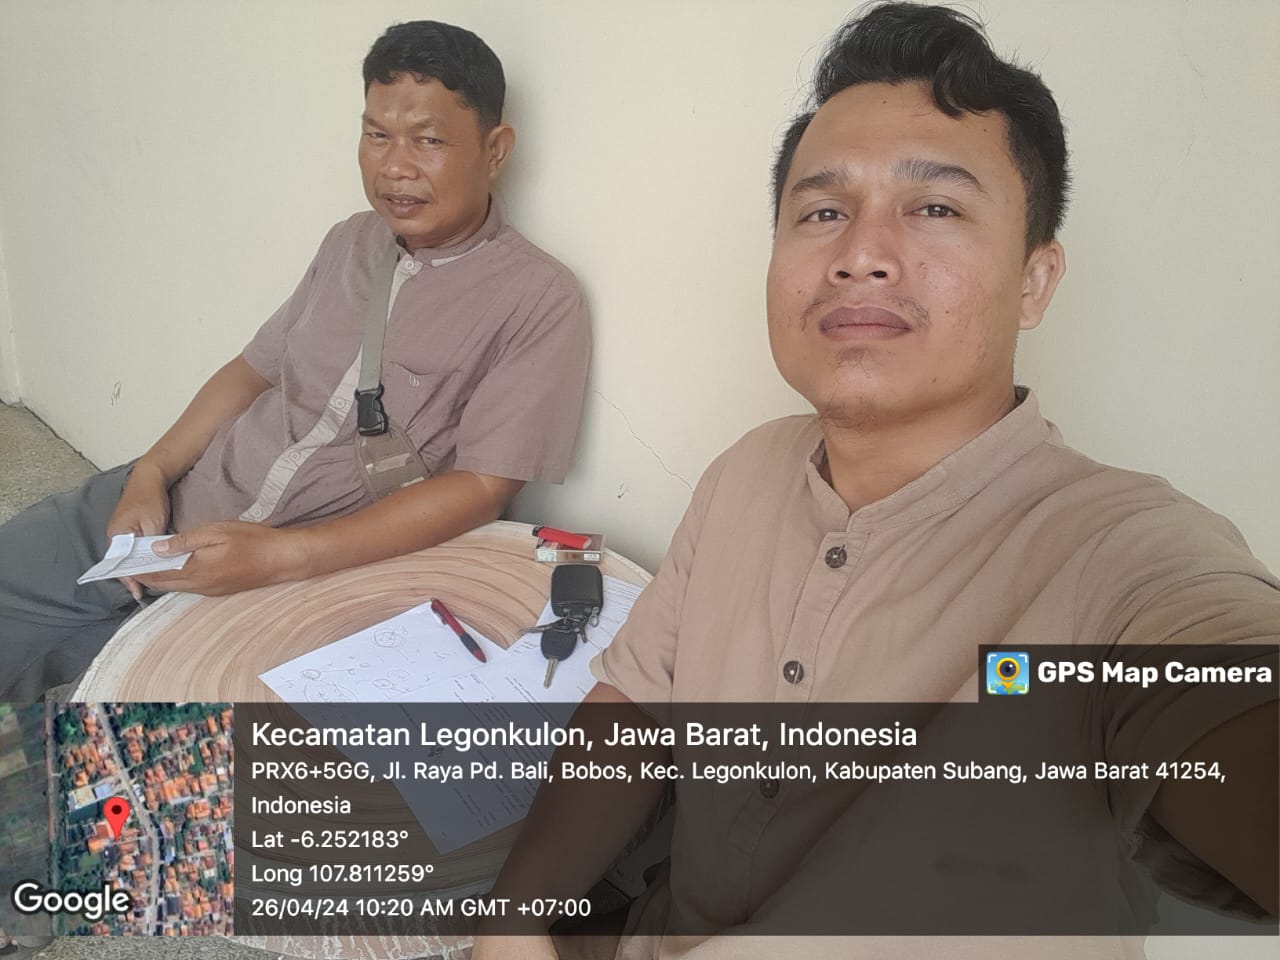 GPS Map Camera
Kecamatan Legonkulon, Jawa Barat, Indonesia
PRX6+5GG, Jl. Raya Pd. Bali, Bobos, Kec. Legonkulon, Kabupaten Subang, Jawa Barat 41254,
Indonesia
Lat -6.252183°
Long 107.811259°
26/04/24 10:20 AM GMT +07:00
Google